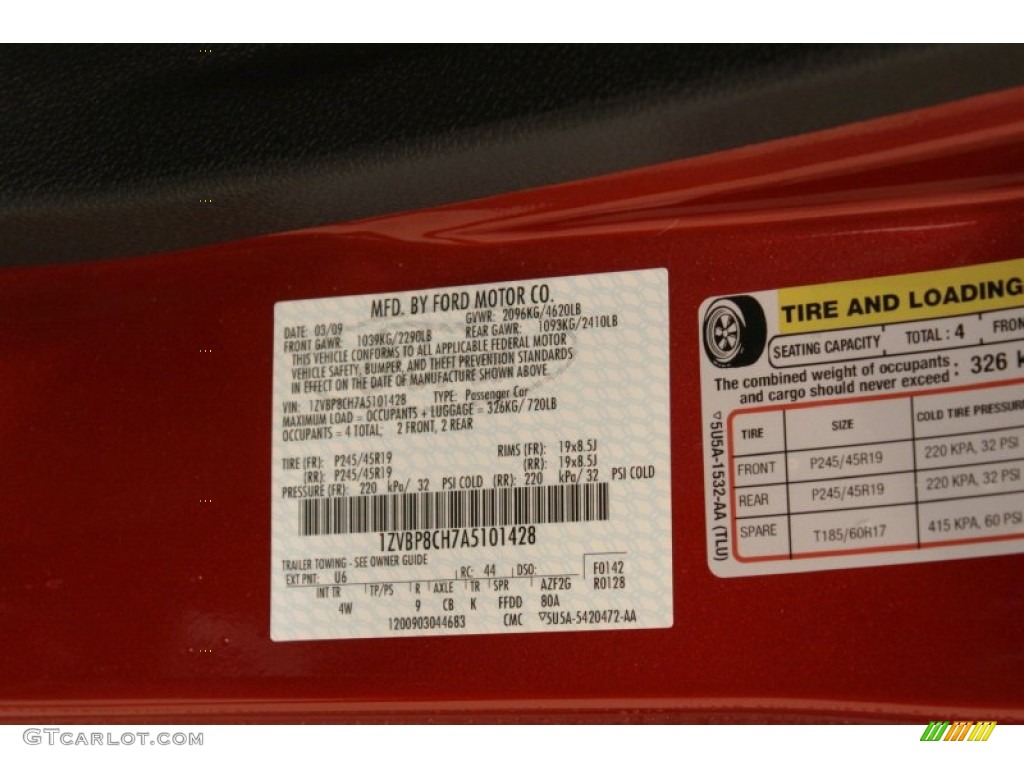 MFD. BY FORD MOTOR CO.
DATE: 03/09 GVWR: 2096KG/4620LB
FRONT GAWR: 1039KG/2290LB REAR GAWR: 1093KG/2410LB
THIS VEHICLE CONFORMS TO ALL APPLICABLE FEDERAL MOTOR
VEHICLE SAFETY, BUMPER, AND THEFT PREVENTION STANDARDS
IN EFFECT ON THE DATE OF MANUFACTURE SHOWN ABOVE.
VIN: 1ZVBP8CH7A5101428 TYPE: Passenger Car
MAXIMUM LOAD = OCCUPANTS + LUGGAGE = 326KG/720LB
OCCUPANTS = 4 TOTAL; 2 FRONT, 2 REAR
TIRE (FR): P245/45R19 RIMS (FR): 19x8.5J
(RR): P245/45R19 (RR): 19x8.5J
PRESSURE (FR): 220 kPa/ 32 PSI COLD (RR): 220 kPa/ 32 PSI COLD
1ZVBP8CH7A5101428
TRAILER TOWING - SEE OWNER GUIDE
EXT PNT: U6 RC: 44 DSO: F0142
INT TR TP/PS R AXLE TR SPR AZF2G R0128
4W 9 CB K FFDD 80A
1200903044683 CMC ▽5U5A-5420472-AA
TIRE AND LOADING
SEATING CAPACITY TOTAL : 4 FRON
The combined weight of occupants
and cargo should never exceed : 326 k
TIRE SIZE COLD TIRE PRESSURE
FRONT P245/45R19 220 KPA, 32 PSI
REAR P245/45R19 220 KPA, 32 PSI
SPARE T185/60R17 415 KPA, 60 PSI
▽5U5A-1532-AA (TLU)
GTCARLOT.COM